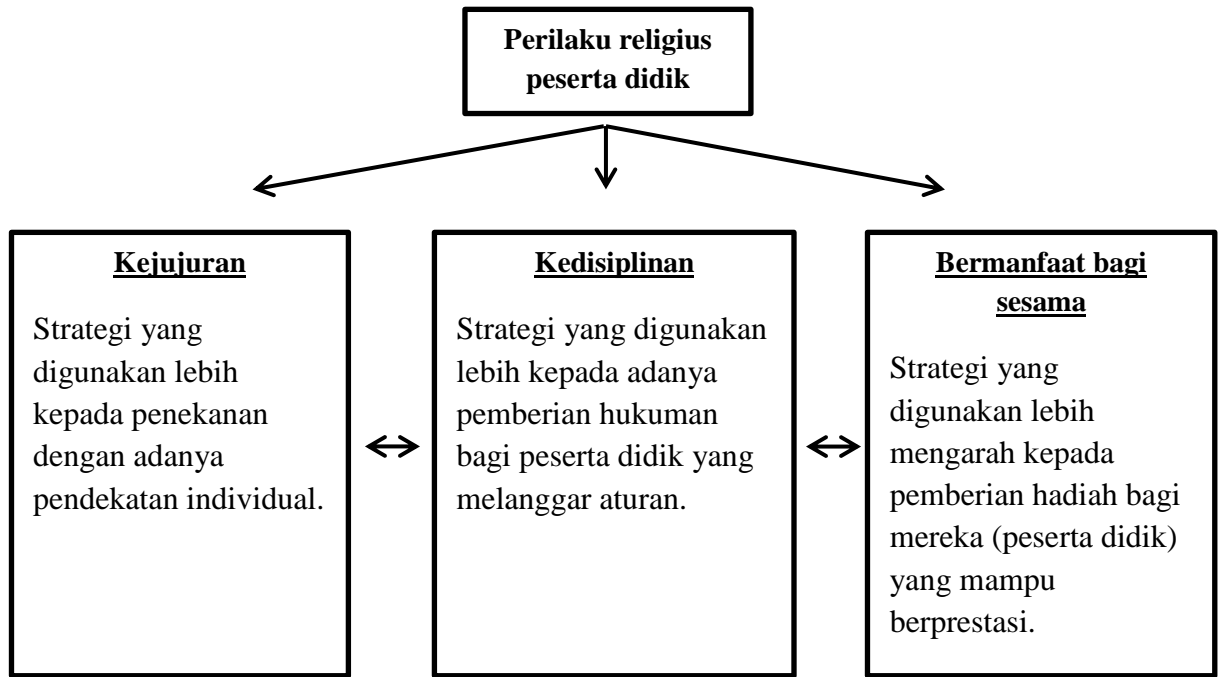 Perilaku religius
peserta didik
Kejujuran
Strategi yang
digunakan lebih
kepada penekanan
dengan adanya
pendekatan individual.
Kedisiplinan
Strategi yang digunakan
lebih kepada adanya
pemberian hukuman
bagi peserta didik yang
melanggar aturan.
Bermanfaat bagi
sesama
Strategi yang
digunakan lebih
mengarah kepada
pemberian hadiah bagi
mereka (peserta didik)
yang mampu
berprestasi.